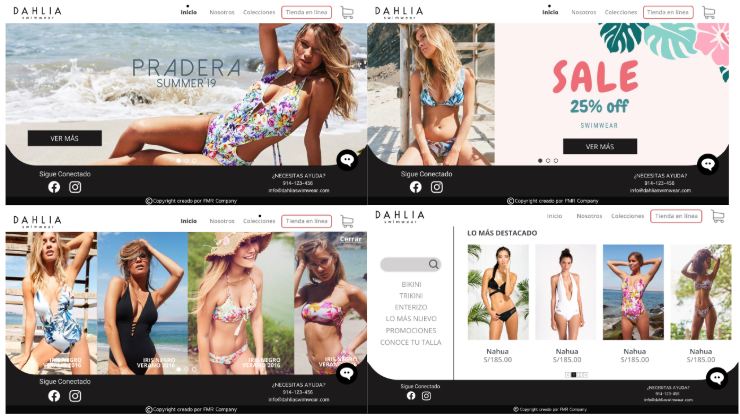 DAHLIA
swimwear
Inicio Nosotros Colecciones Tienda en línea
PRADERA
SUMMER 19
VER MÁS
Sigue Conectado
¿NECESITAS AYUDA?
914-123-456
info@dahliaswimwear.com
©Copyright creado por FMR Company
DAHLIA
swimwear
Inicio Nosotros Colecciones Tienda en línea
SALE
25% off
SWIMWEAR
VER MÁS
Sigue Conectado
¿NECESITAS AYUDA?
914-123-456
info@dahliaswimwear.com
©Copyright creado por FMR Company
DAHLIA
swimwear
Inicio Nosotros Colecciones Tienda en línea
Cerrar
IRIS NEGRO
VERANO 2016
IRIS NEGRO
VERANO 2016
IRIS NEGRO
VERANO 2016
IRIS NEGRO
VERANO 2016
Sigue Conectado
¿NECESITAS AYUDA?
914-123-456
info@dahliaswimwear.com
©Copyright creado por FMR Company
DAHLIA
swimwear
Inicio Nosotros Colecciones Tienda en línea
LO MÁS DESTACADO
BIKINI
TRIKINI
ENTERIZO
LO MÁS NUEVO
PROMOCIONES
CONOCE TU TALLA
Nahua
S/185.00
Nahua
S/185.00
Nahua
S/185.00
Nahua
S/185.00
Sigue Conectado
¿NECESITAS AYUDA?
914-123-456
info@dahliaswimwear.com
©Copyright creado por FMR Company